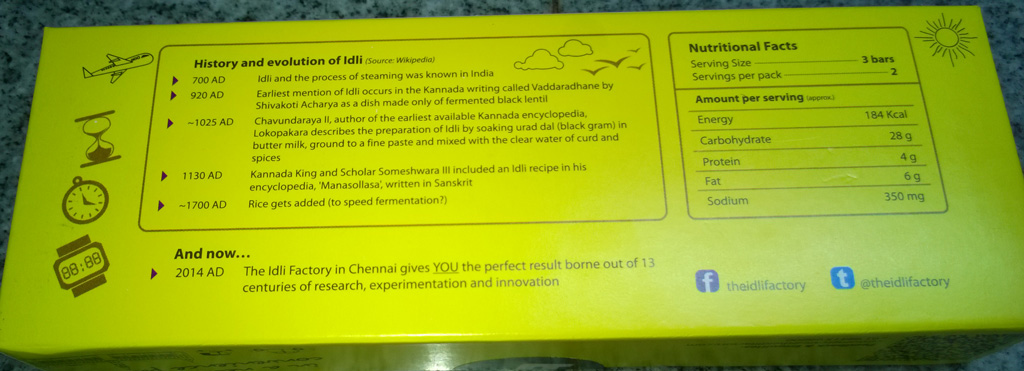 History and evolution of Idli (Source: Wikipedia)
700 AD Idli and the process of steaming was known in India
920 AD Earliest mention of Idli occurs in the Kannada writing called Vaddaradhane by
Shivakoti Acharya as a dish made only of fermented black lentil
~1025 AD Chavundaraya II, author of the earliest available Kannada encyclopedia,
Lokopakara describes the preparation of Idli by soaking urad dal (black gram) in
butter milk, ground to a fine paste and mixed with the clear water of curd and
spices
1130 AD Kannada King and Scholar Someshwara III included an Idli recipe in his
encyclopedia, 'Manasollasa', written in Sanskrit
~1700 AD Rice gets added (to speed fermentation?)
And now...
2014 AD The Idli Factory in Chennai gives YOU the perfect result borne out of 13
centuries of research, experimentation and innovation
88:88
Nutritional Facts
Serving Size 3 bars
Servings per pack 2
Amount per serving (approx.)
Energy 184 Kcal
Carbohydrate 28 g
Protein 4 g
Fat 6 g
Sodium 350 mg
f theidlifactory
t @theidlifactory